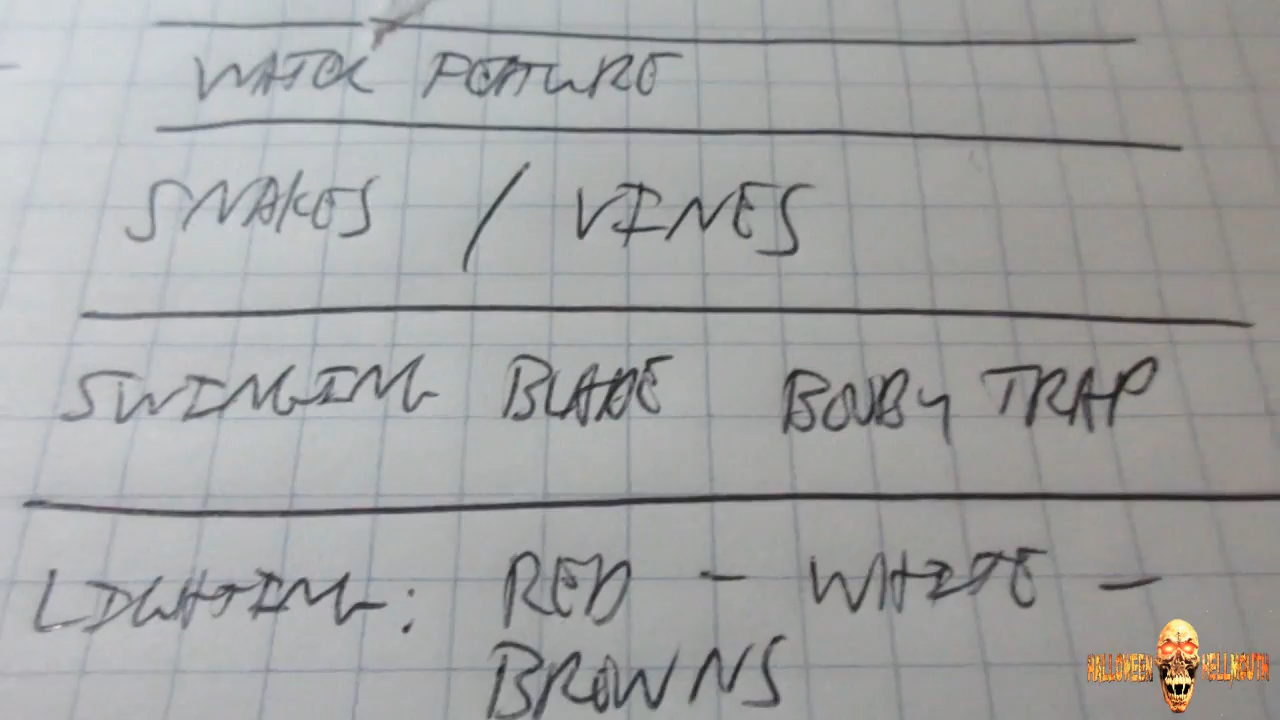 WATER FEATURE
SNAKES / VINES
SWINGING BLADE BOOBY TRAP
LIGHTING: RED - WHITE -
BROWNS
HALLOWEEN HELLMOUTH